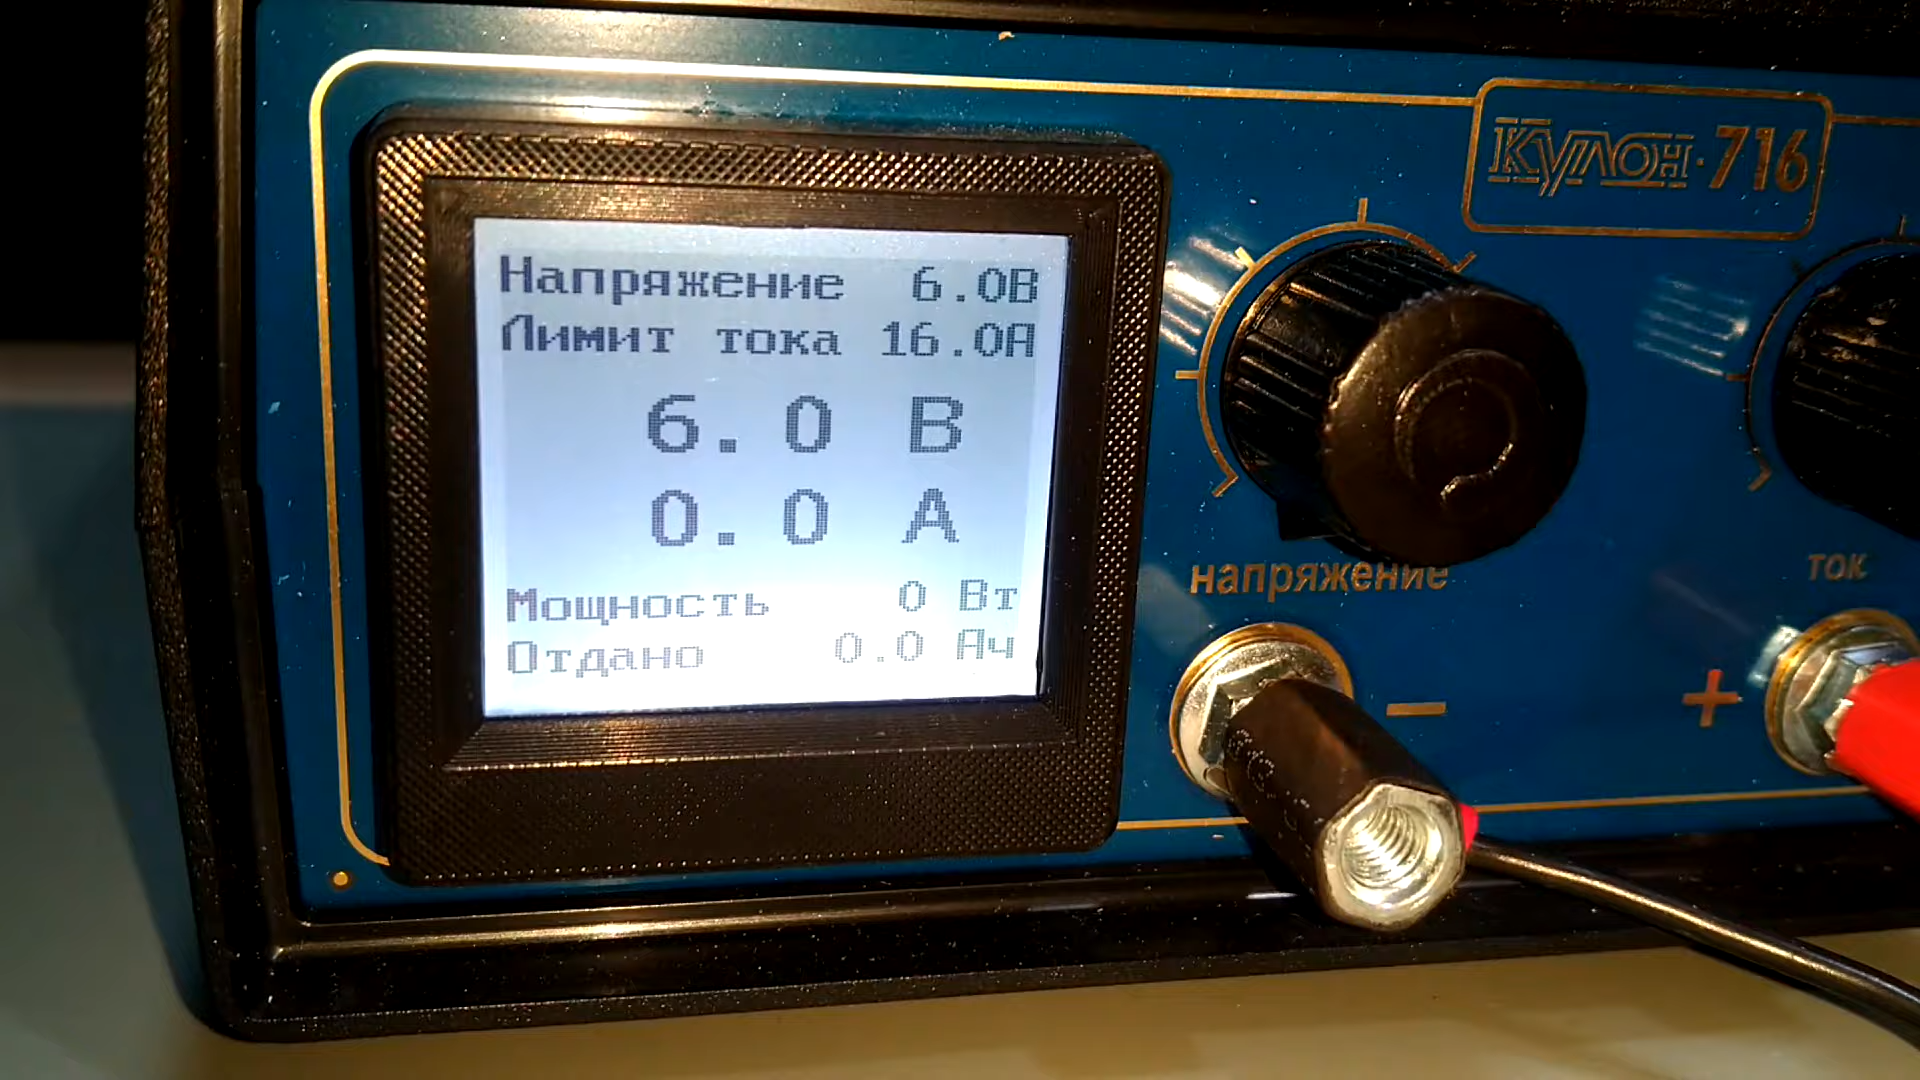 Кулон·716
Напряжение 6.0В
Лимит тока 16.0А
6.0 В
0.0 А
Мощность 0 Вт
Отдано 0.0 Ач
напряжение
ток
− +